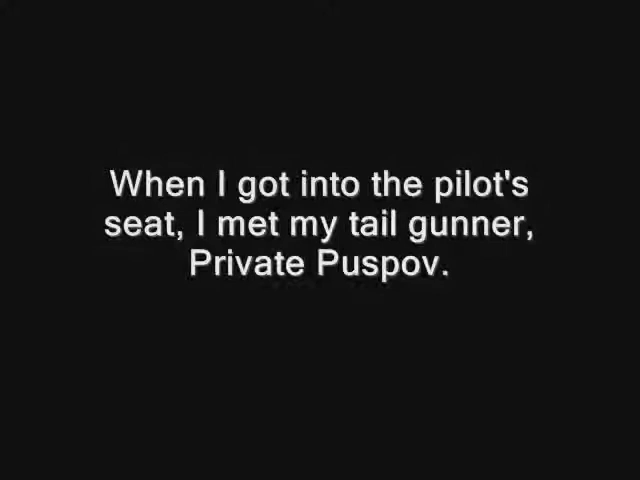 When I got into the pilot's
seat, I met my tail gunner,
Private Puspov.